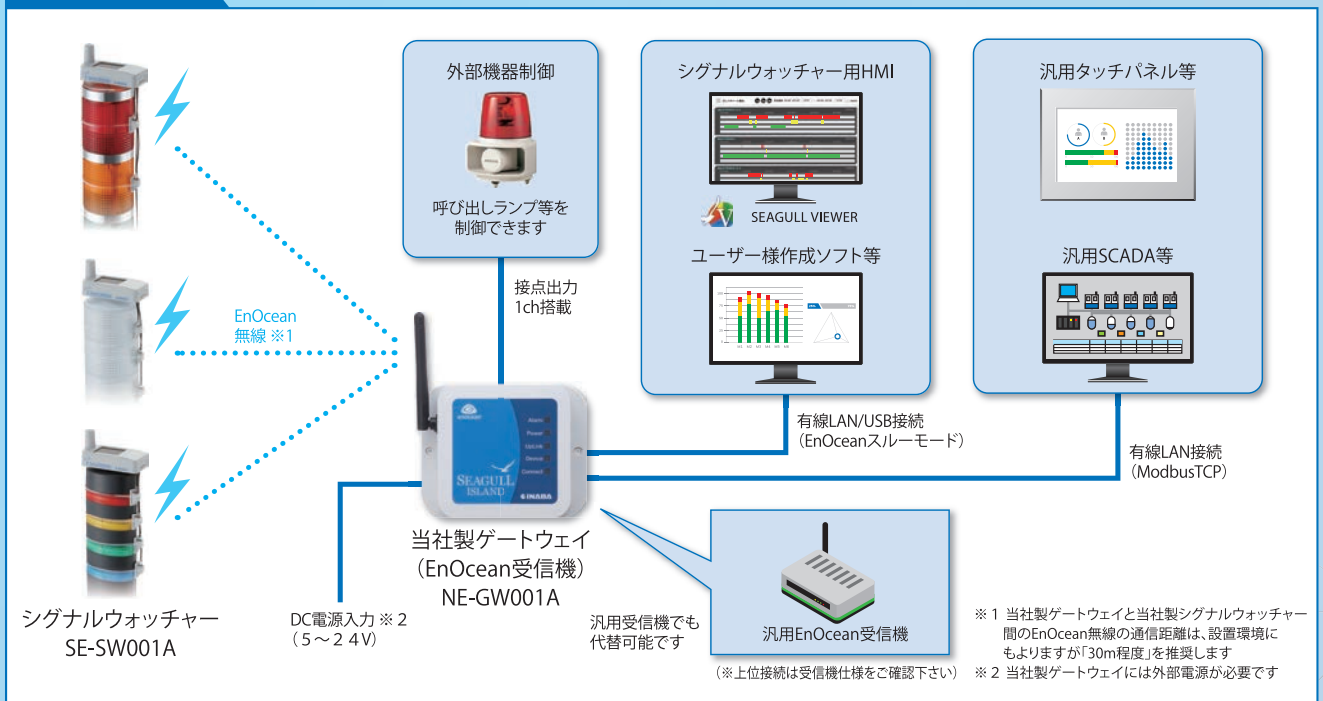 外部機器制御
呼び出しランプ等を
制御できます
シグナルウォッチャー用HMI
SEAGULL VIEWER
ユーザー様作成ソフト等
汎用タッチパネル等
汎用SCADA等
EnOcean
無線 ※1
接点出力
1ch搭載
有線LAN/USB接続
(EnOceanスルーモード)
有線LAN接続
(ModbusTCP)
Alarm
Power
UpLink
Device
Connect
SEAGULL
ISLAND
INABA
当社製ゲートウェイ
(EnOcean受信機)
NE-GW001A
シグナルウォッチャー
SE-SW001A
DC電源入力 ※2
(5~24V)
汎用受信機でも
代替可能です
汎用EnOcean受信機
(※上位接続は受信機仕様をご確認下さい)
※1 当社製ゲートウェイと当社製シグナルウォッチャー
間のEnOcean無線の通信距離は、設置環境に
もよりますが「30m程度」を推奨します
※2 当社製ゲートウェイには外部電源が必要です